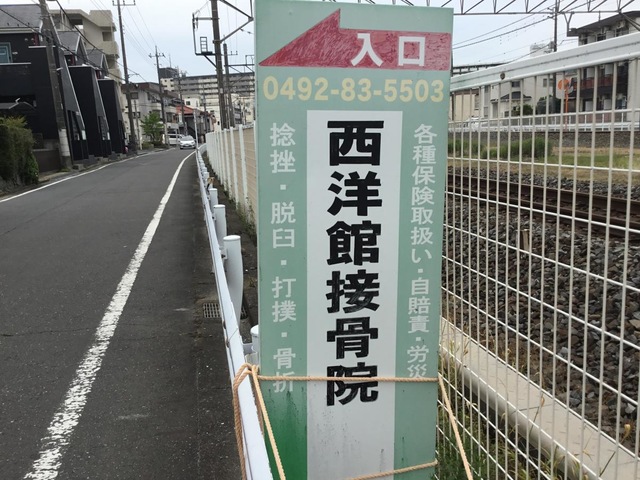 入口
0492-83-5503
各種保険取扱い・自賠責・労災
西洋館接骨院
捻挫・脱臼・打撲・骨折